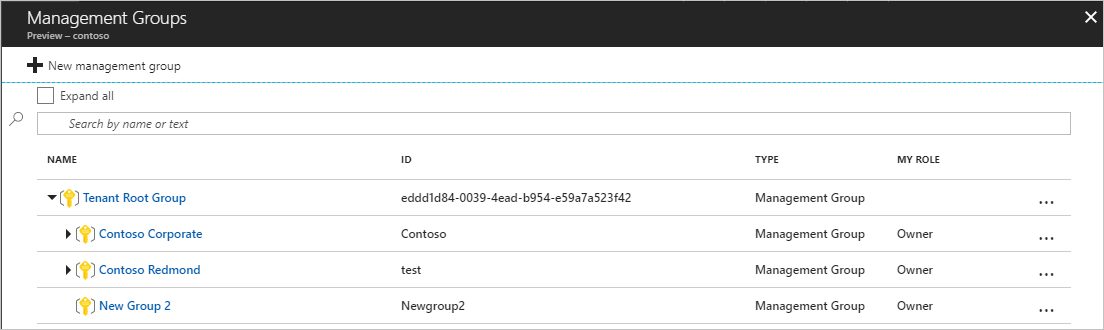 Management Groups
Preview – contoso
New management group
Expand all
Search by name or text
NAME ID TYPE MY ROLE
Tenant Root Group eddd1d84-0039-4ead-b954-e59a7a523f42 Management Group ...
Contoso Corporate Contoso Management Group Owner ...
Contoso Redmond test Management Group Owner ...
New Group 2 Newgroup2 Management Group Owner ...